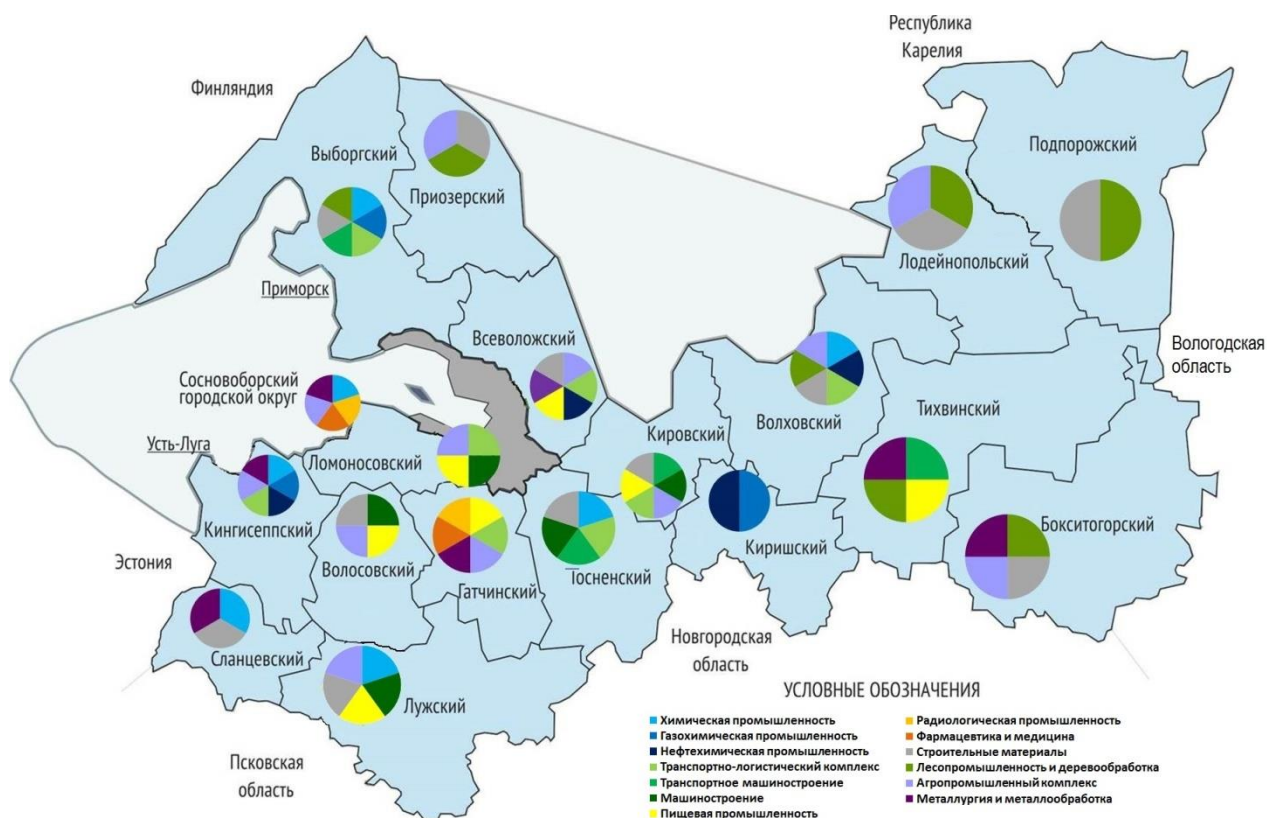 Республика
Карелия
Финляндия
Выборгский
Приозерский
Подпорожский
Лодейнопольский
Приморск
Всеволожский
Вологодская
область
Сосновоборский
городской округ
Волховский
Тихвинский
Усть-Луга
Ломоносовский
Кировский
Кингисеппский
Волосовский
Гатчинский
Тосненский
Киришский
Бокситогорский
Эстония
Сланцевский
Новгородская
область
Лужский
Псковская
область
УСЛОВНЫЕ ОБОЗНАЧЕНИЯ
Химическая промышленность
Газохимическая промышленность
Нефтехимическая промышленность
Транспортно-логистический комплекс
Транспортное машиностроение
Машиностроение
Пищевая промышленность
Радиологическая промышленность
Фармацевтика и медицина
Строительные материалы
Лесопромышленность и деревообработка
Агропромышленный комплекс
Металлургия и металлообработка